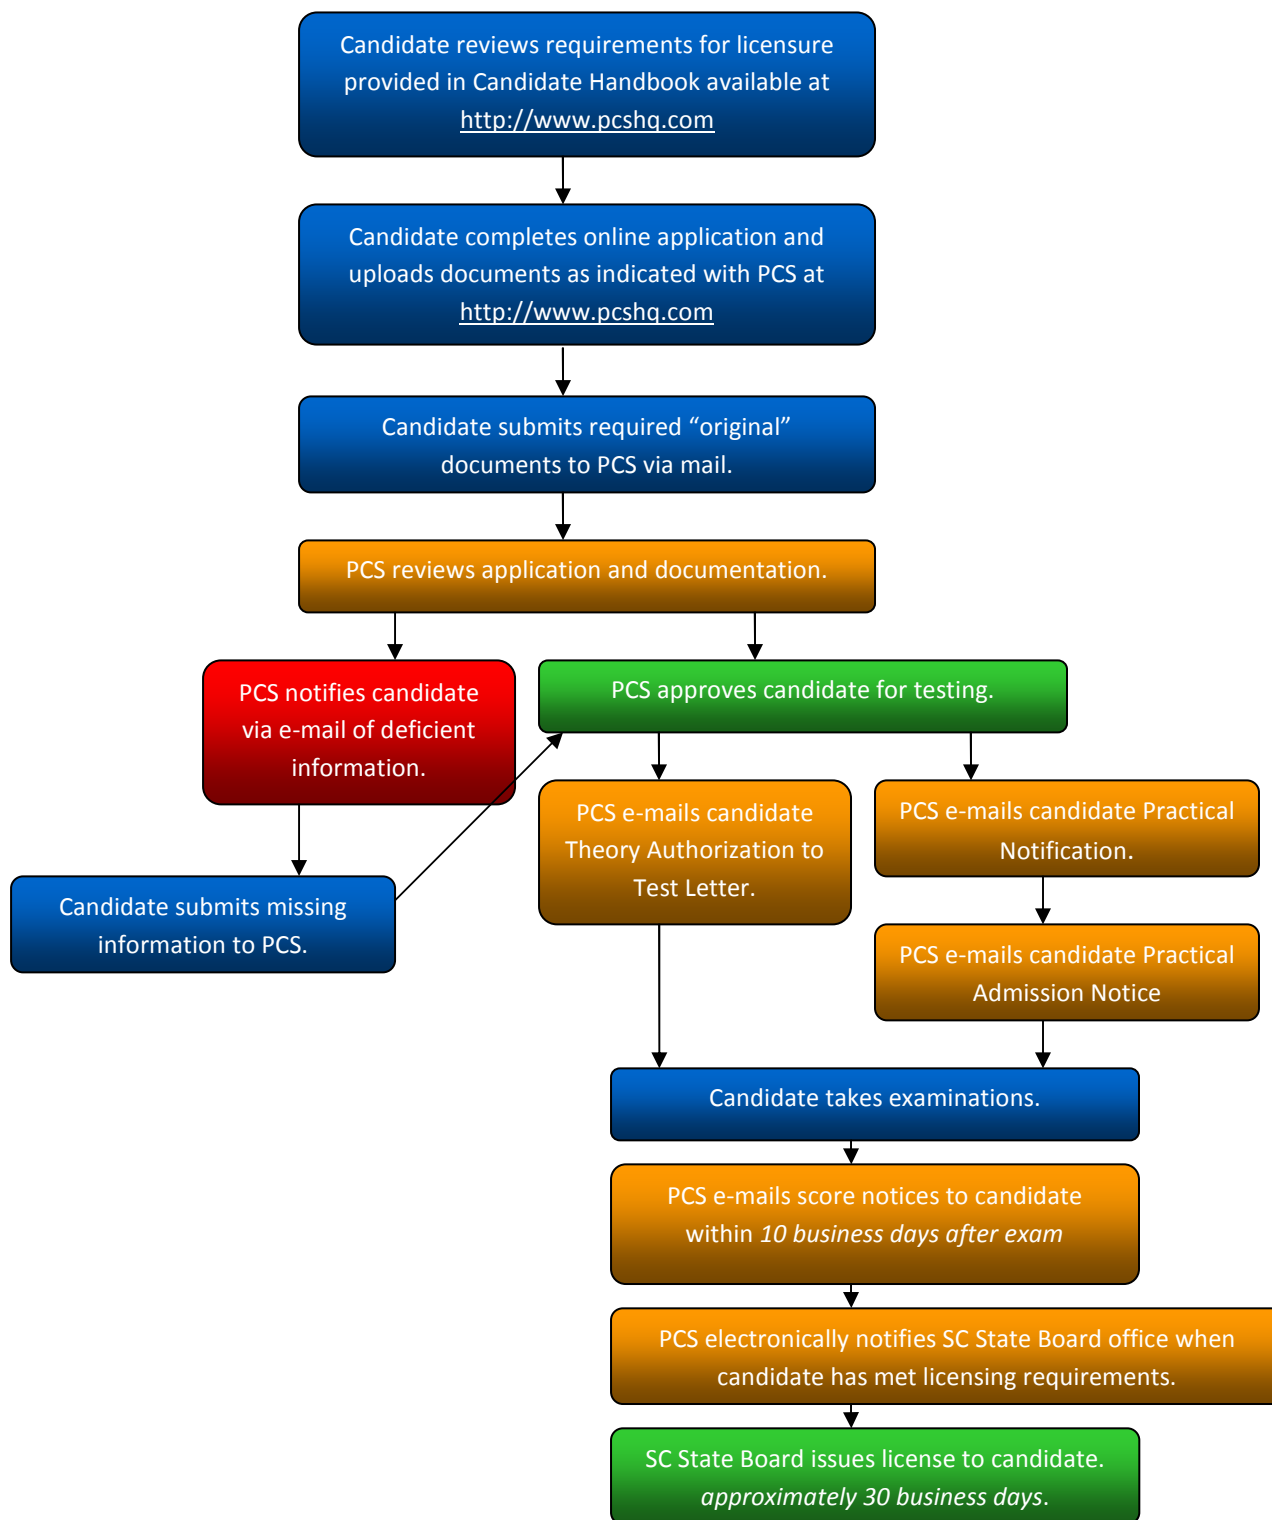 Candidate reviews requirements for licensure
provided in Candidate Handbook available at
http://www.pcshq.com
Candidate completes online application and
uploads documents as indicated with PCS at
http://www.pcshq.com
Candidate submits required “original”
documents to PCS via mail.
PCS reviews application and documentation.
PCS notifies candidate
via e-mail of deficient
information.
PCS approves candidate for testing.
Candidate submits missing
information to PCS.
PCS e-mails candidate
Theory Authorization to
Test Letter.
PCS e-mails candidate Practical
Notification.
PCS e-mails candidate Practical
Admission Notice
Candidate takes examinations.
PCS e-mails score notices to candidate
within 10 business days after exam
PCS electronically notifies SC State Board office when
candidate has met licensing requirements.
SC State Board issues license to candidate.
approximately 30 business days.